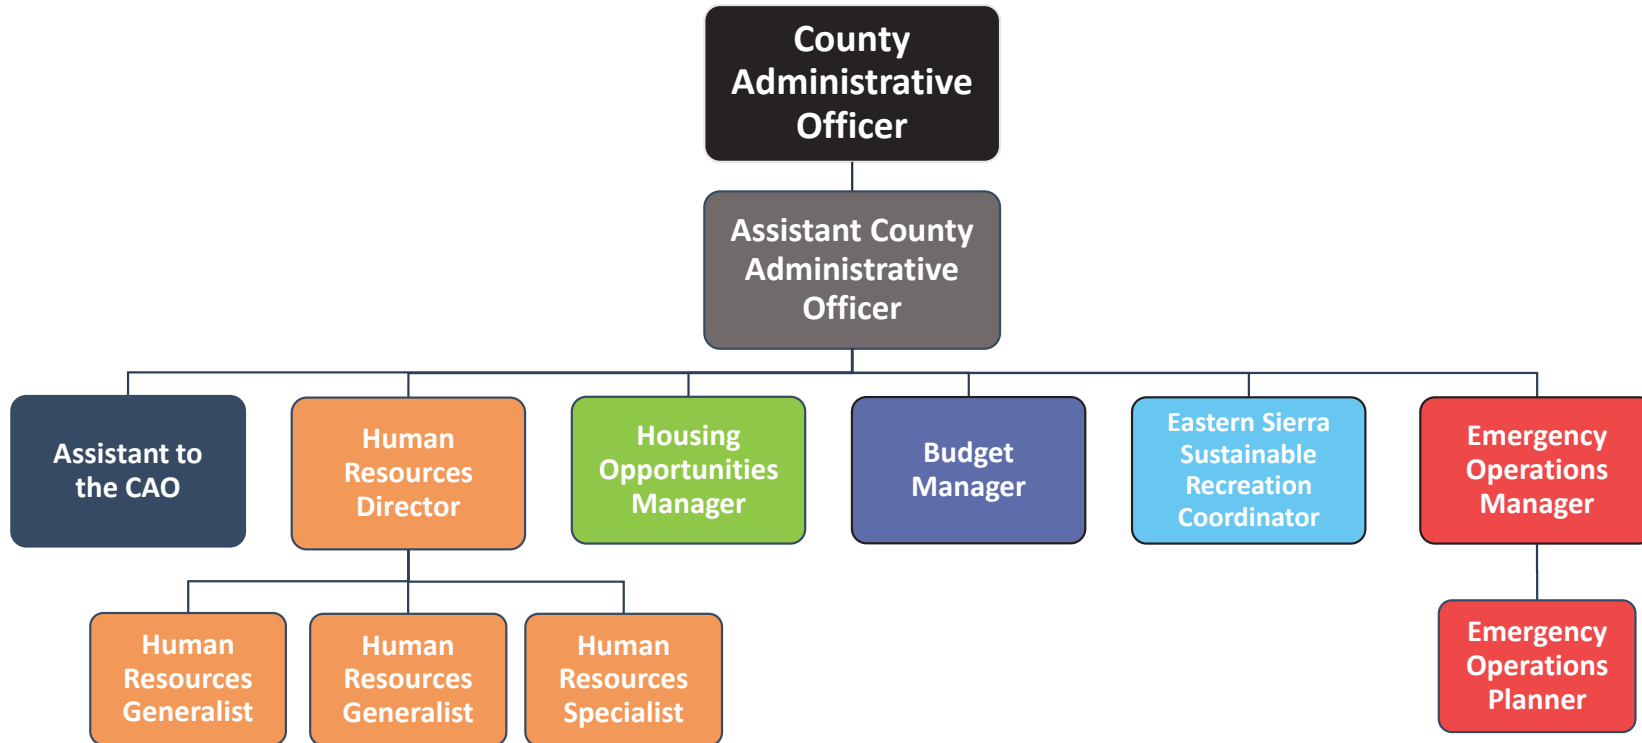 County
Administrative
Officer
Assistant County
Administrative
Officer
Assistant to
the CAO
Human
Resources
Director
Housing
Opportunities
Manager
Budget
Manager
Eastern Sierra
Sustainable
Recreation
Coordinator
Emergency
Operations
Manager
Human
Resources
Generalist
Human
Resources
Generalist
Human
Resources
Specialist
Emergency
Operations
Planner